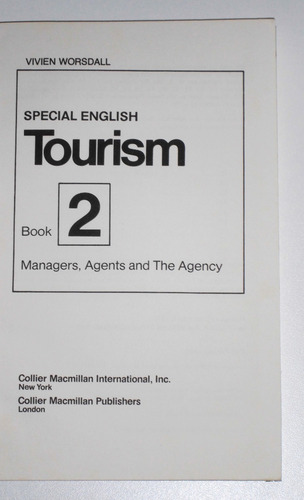 VIVIEN WORSDALL
SPECIAL ENGLISH
Tourism
Book 2
Managers, Agents and The Agency
Collier Macmillan International, Inc.
New York
Collier Macmillan Publishers
London